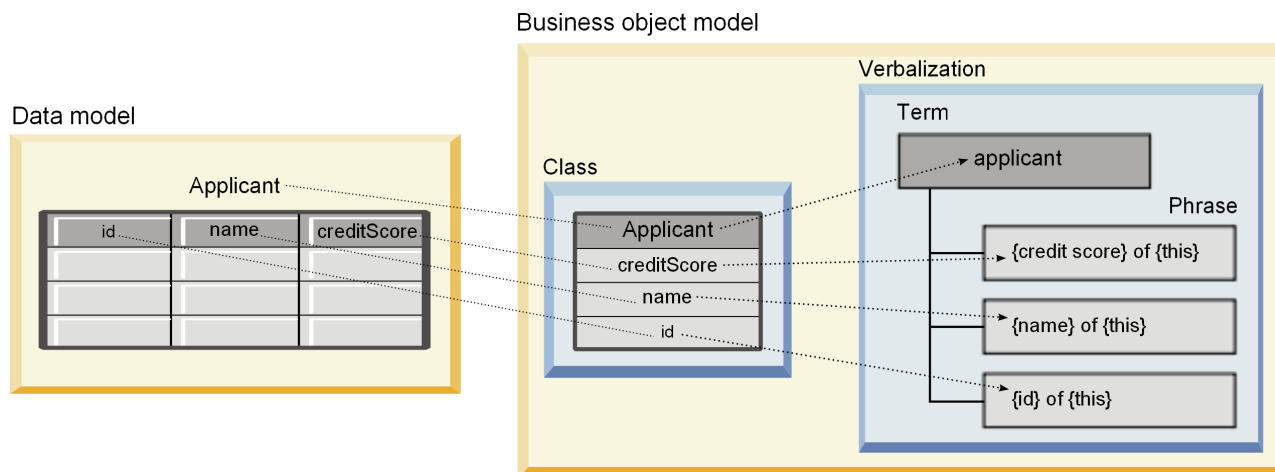 Business object model
Verbalization
Data model
Term
applicant
Class
Applicant
Phrase
id
name
creditScore
Applicant
creditScore
name
id
{credit score} of {this}
{name} of {this}
{id} of {this}